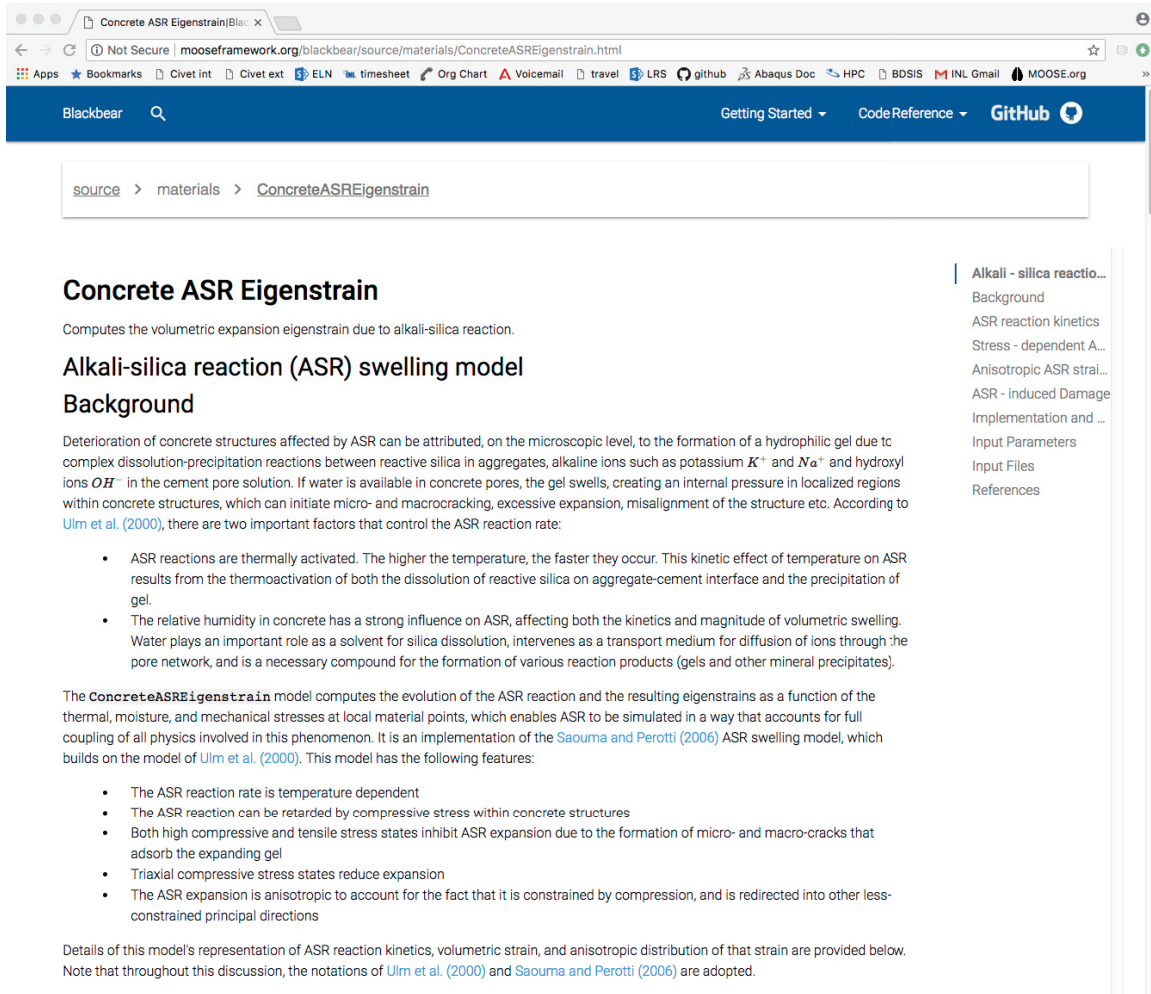 Concrete ASR Eigenstrain|Blac ×
Not Secure | mooseframework.org/blackbear/source/materials/ConcreteASREigenstrain.html
Apps Bookmarks Civet int Civet ext ELN timesheet Org Chart Voicemail travel LRS github Abaqus Doc HPC BDSIS INL Gmail MOOSE.org »
Blackbear Getting Started Code Reference GitHub
source > materials > ConcreteASREigenstrain
Concrete ASR Eigenstrain
Computes the volumetric expansion eigenstrain due to alkali-silica reaction.
Alkali-silica reaction (ASR) swelling model
Background
Deterioration of concrete structures affected by ASR can be attributed, on the microscopic level, to the formation of a hydrophilic gel due to
complex dissolution-precipitation reactions between reactive silica in aggregates, alkaline ions such as potassium K⁺ and Na⁺ and hydroxyl
ions OH⁻ in the cement pore solution. If water is available in concrete pores, the gel swells, creating an internal pressure in localized regions
within concrete structures, which can initiate micro- and macrocracking, excessive expansion, misalignment of the structure etc. According to
Ulm et al. (2000), there are two important factors that control the ASR reaction rate:
• ASR reactions are thermally activated. The higher the temperature, the faster they occur. This kinetic effect of temperature on ASR
results from the thermoactivation of both the dissolution of reactive silica on aggregate-cement interface and the precipitation of
gel.
• The relative humidity in concrete has a strong influence on ASR, affecting both the kinetics and magnitude of volumetric swelling.
Water plays an important role as a solvent for silica dissolution, intervenes as a transport medium for diffusion of ions through the
pore network, and is a necessary compound for the formation of various reaction products (gels and other mineral precipitates).
The ConcreteASREigenstrain model computes the evolution of the ASR reaction and the resulting eigenstrains as a function of the
thermal, moisture, and mechanical stresses at local material points, which enables ASR to be simulated in a way that accounts for full
coupling of all physics involved in this phenomenon. It is an implementation of the Saouma and Perotti (2006) ASR swelling model, which
builds on the model of Ulm et al. (2000). This model has the following features:
• The ASR reaction rate is temperature dependent
• The ASR reaction can be retarded by compressive stress within concrete structures
• Both high compressive and tensile stress states inhibit ASR expansion due to the formation of micro- and macro-cracks that
adsorb the expanding gel
• Triaxial compressive stress states reduce expansion
• The ASR expansion is anisotropic to account for the fact that it is constrained by compression, and is redirected into other less-
constrained principal directions
Details of this model's representation of ASR reaction kinetics, volumetric strain, and anisotropic distribution of that strain are provided below.
Note that throughout this discussion, the notations of Ulm et al. (2000) and Saouma and Perotti (2006) are adopted.
Alkali - silica reactio...
Background
ASR reaction kinetics
Stress - dependent A...
Anisotropic ASR strai...
ASR - induced Damage
Implementation and ...
Input Parameters
Input Files
References